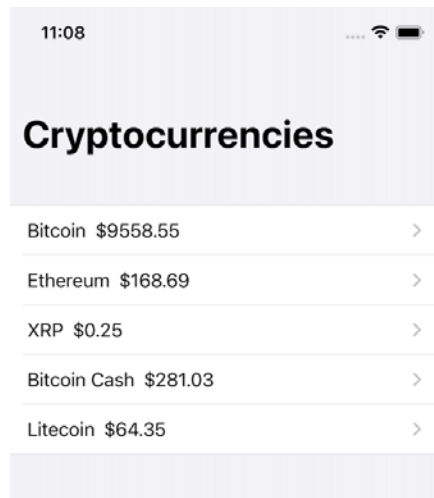 11:08
Cryptocurrencies
Bitcoin $9558.55
Ethereum $168.69
XRP $0.25
Bitcoin Cash $281.03
Litecoin $64.35